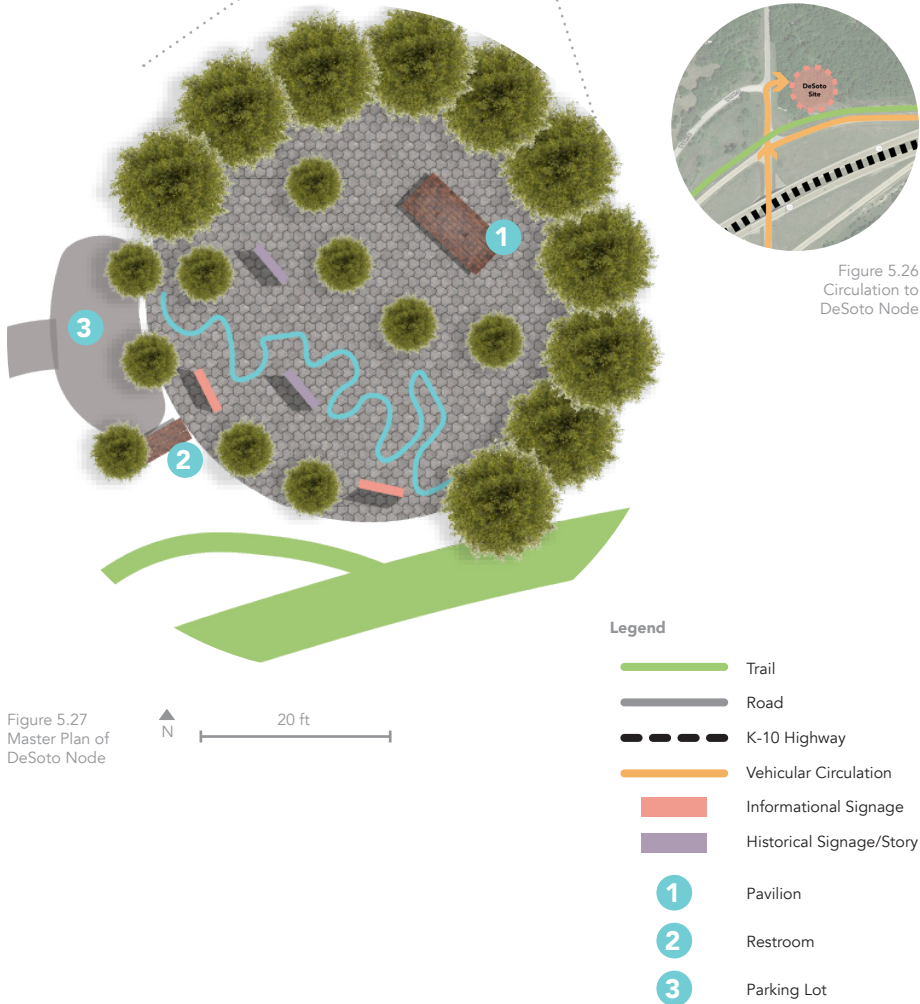 DeSoto
Site
1
3
2
Figure 5.26
Circulation to
DeSoto Node
Figure 5.27
Master Plan of
DeSoto Node
N
20 ft
Legend
Trail
Road
K-10 Highway
Vehicular Circulation
Informational Signage
Historical Signage/Story
1 Pavilion
2 Restroom
3 Parking Lot